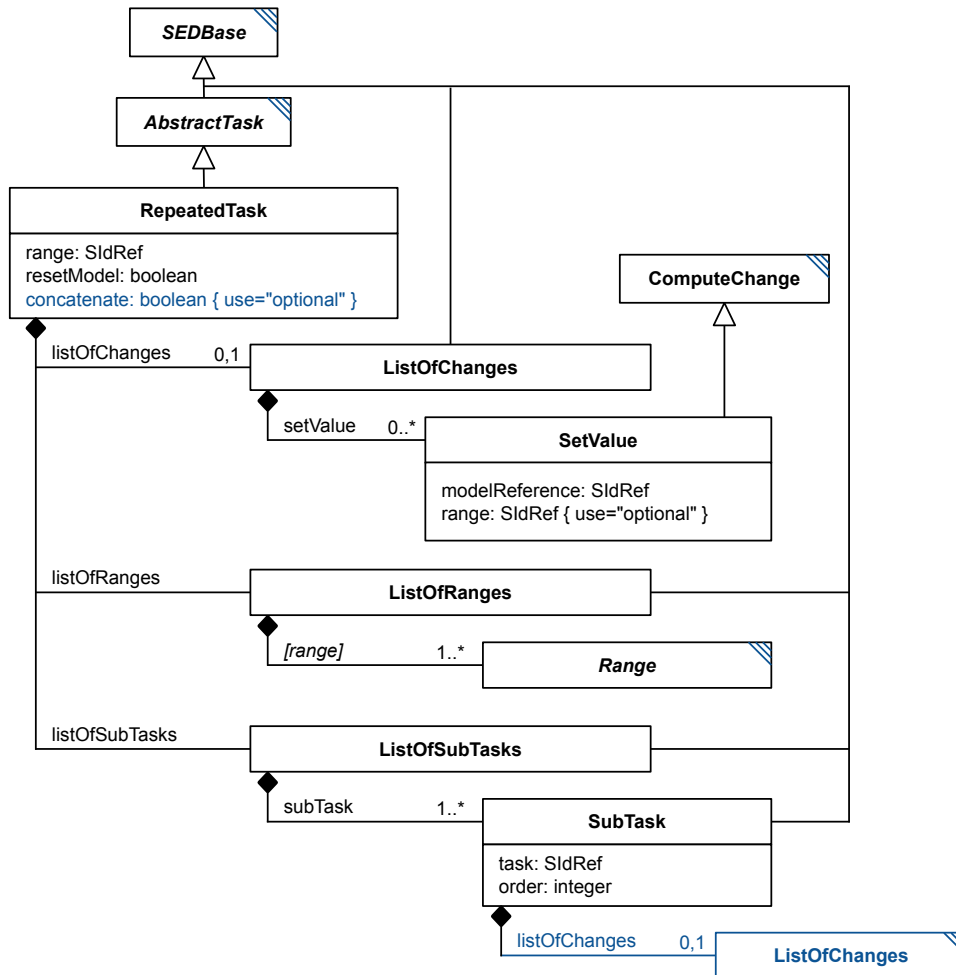 SEDBase
AbstractTask
RepeatedTask
range: SIdRef
resetModel: boolean
concatenate: boolean { use="optional" }
ComputeChange
listOfChanges 0,1
ListOfChanges
setValue 0..*
SetValue
modelReference: SIdRef
range: SIdRef { use="optional" }
listOfRanges
ListOfRanges
[range] 1..*
Range
listOfSubTasks
ListOfSubTasks
subTask 1..*
SubTask
task: SIdRef
order: integer
listOfChanges 0,1
ListOfChanges